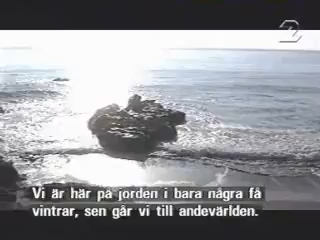 Vi är här på jorden i bara några få
vintrar, sen går vi till andevärlden.